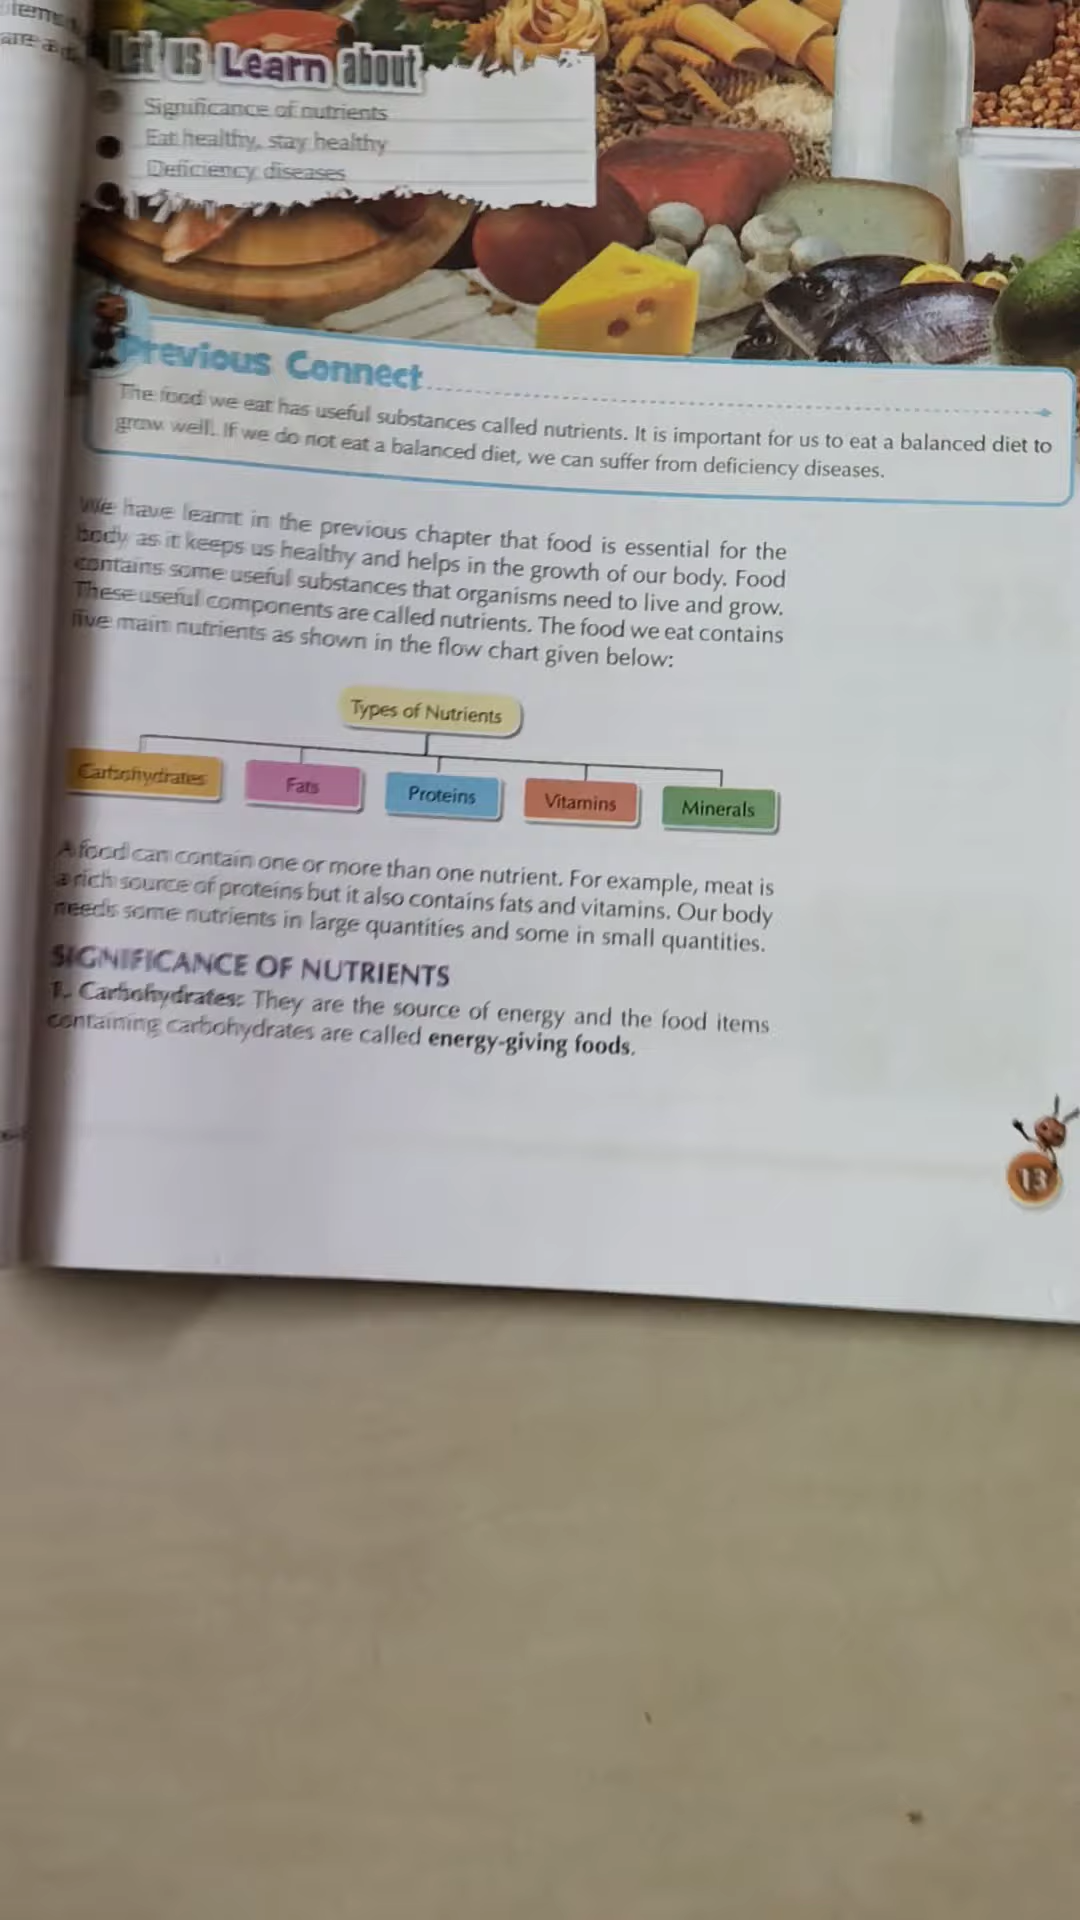 Let us Learn about
Significance of nutrients
Eat healthy, stay healthy
Deficiency diseases
Previous Connect
The food we eat has useful substances called nutrients. It is important for us to eat a balanced diet to
grow well. If we do not eat a balanced diet, we can suffer from deficiency diseases.
We have learnt in the previous chapter that food is essential for the
body as it keeps us healthy and helps in the growth of our body. Food
contains some useful substances that organisms need to live and grow.
These useful components are called nutrients. The food we eat contains
five main nutrients as shown in the flow chart given below:
Types of Nutrients
Carbohydrates
Fats
Proteins
Vitamins
Minerals
A food can contain one or more than one nutrient. For example, meat is
a rich source of proteins but it also contains fats and vitamins. Our body
needs some nutrients in large quantities and some in small quantities.
SIGNIFICANCE OF NUTRIENTS
1. Carbohydrates: They are the source of energy and the food items
containing carbohydrates are called energy-giving foods.
13